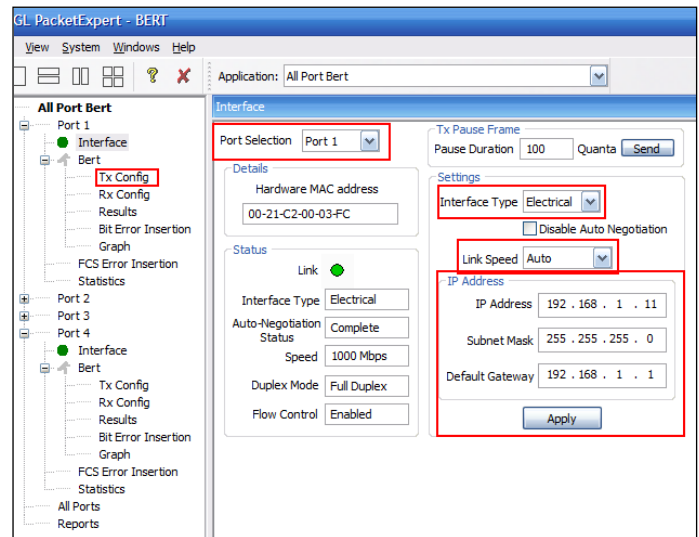 GL PacketExpert - BERT
View System Windows Help
Application: All Port Bert
All Port Bert
Port 1
Interface
Bert
Tx Config
Rx Config
Results
Bit Error Insertion
Graph
FCS Error Insertion
Statistics
Port 2
Port 3
Port 4
Interface
Bert
Tx Config
Rx Config
Results
Bit Error Insertion
Graph
FCS Error Insertion
Statistics
All Ports
Reports
Interface
Port Selection Port 1
Details
Hardware MAC address
00-21-C2-00-03-FC
Status
Link
Interface Type Electrical
Auto-Negotiation Status Complete
Speed 1000 Mbps
Duplex Mode Full Duplex
Flow Control Enabled
Tx Pause Frame
Pause Duration 100 Quanta Send
Settings
Interface Type Electrical
Disable Auto Negotiation
Link Speed Auto
IP Address
IP Address 192 . 168 . 1 . 11
Subnet Mask 255 . 255 . 255 . 0
Default Gateway 192 . 168 . 1 . 1
Apply